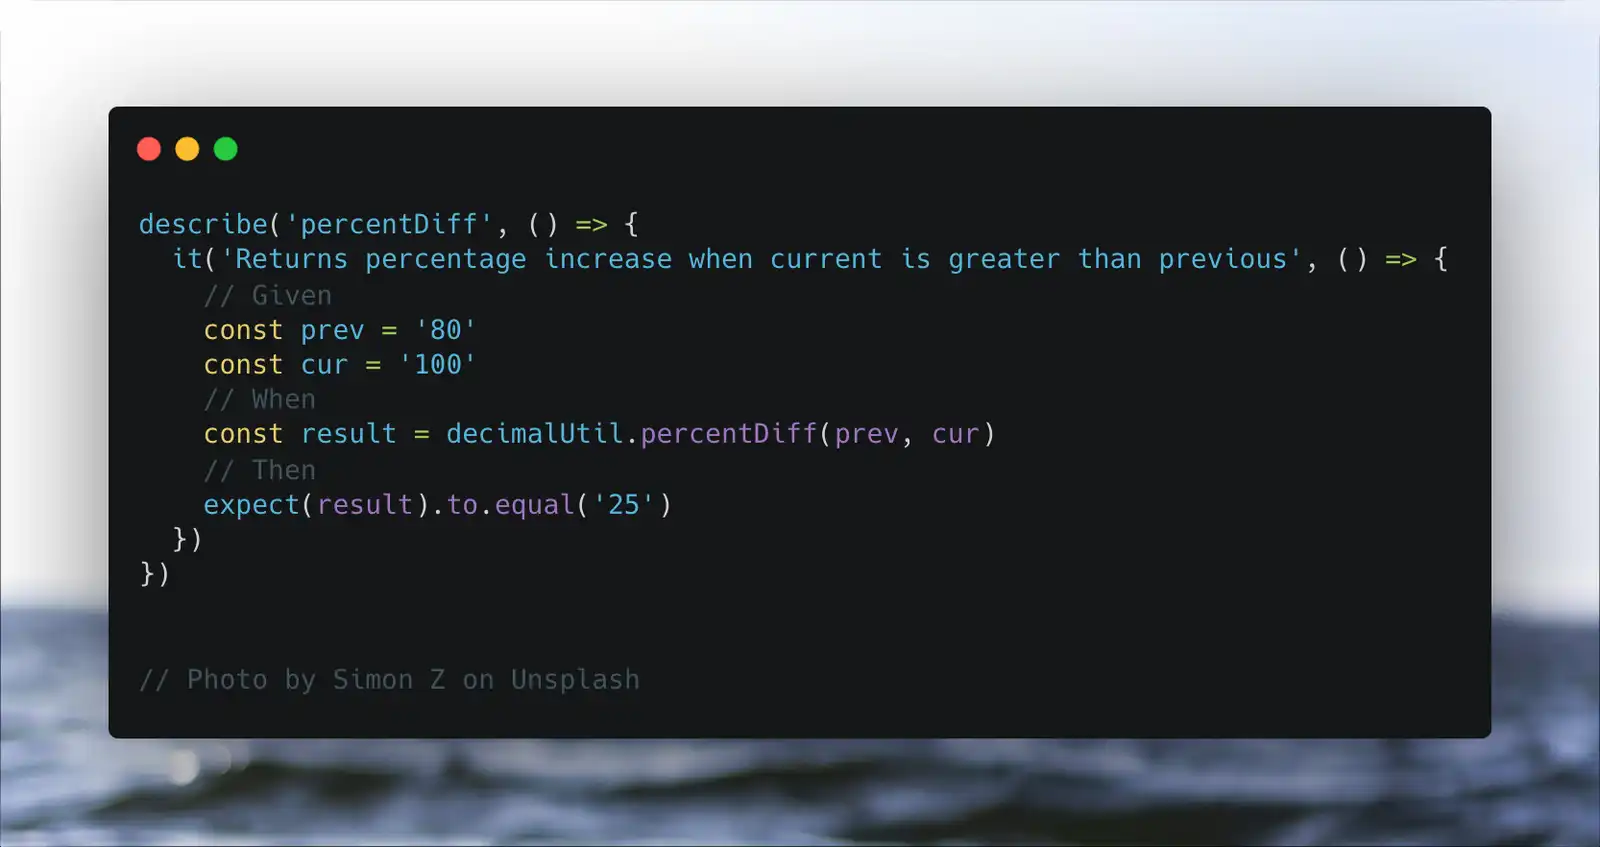 describe('percentDiff', () => {
  it('Returns percentage increase when current is greater than previous', () => {
    // Given
    const prev = '80'
    const cur = '100'
    // When
    const result = decimalUtil.percentDiff(prev, cur)
    // Then
    expect(result).to.equal('25')
  })
})
// Photo by Simon Z on Unsplash